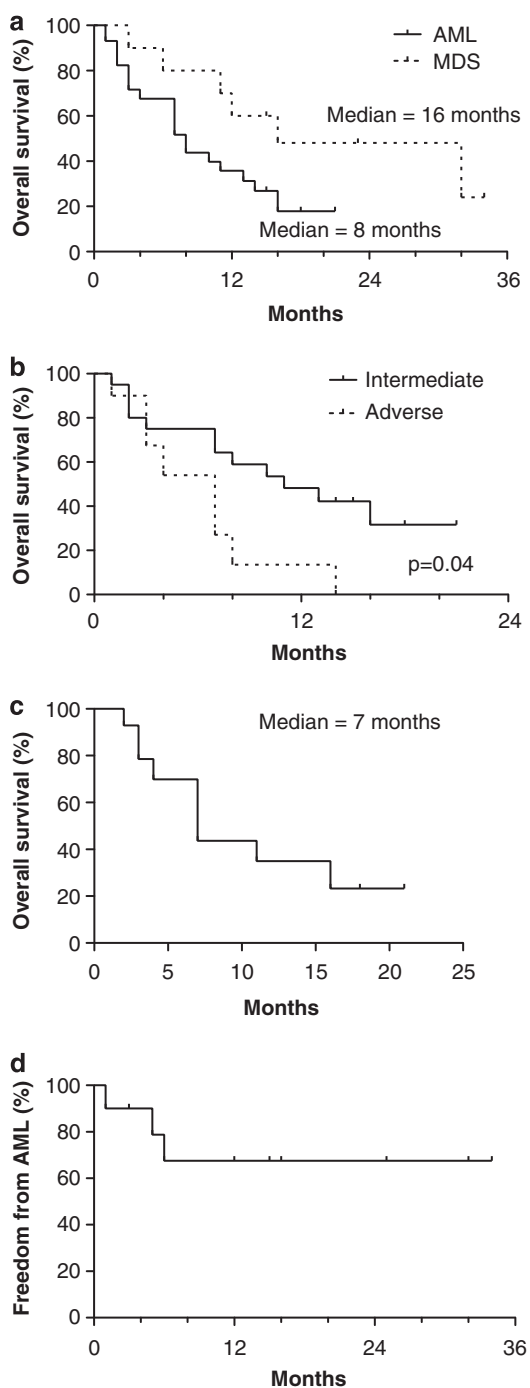 a
Overall survival (%)
100
80
60
40
20
0
AML
MDS
Median = 16 months
Median = 8 months
0 12 24 36
Months
b
Overall survival (%)
100
80
60
40
20
0
Intermediate
Adverse
p=0.04
0 12 24
Months
c
Overall survival (%)
100
80
60
40
20
0
Median = 7 months
0 5 10 15 20 25
Months
d
Freedom from AML (%)
100
80
60
40
20
0
0 12 24 36
Months